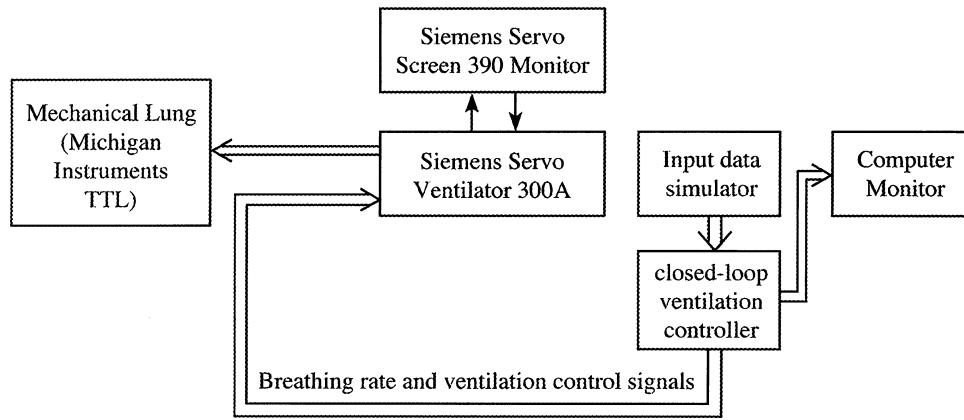 Siemens Servo
Screen 390 Monitor
Mechanical Lung
(Michigan
Instruments
TTL)
Siemens Servo
Ventilator 300A
Input data
simulator
Computer
Monitor
closed-loop
ventilation
controller
Breathing rate and ventilation control signals